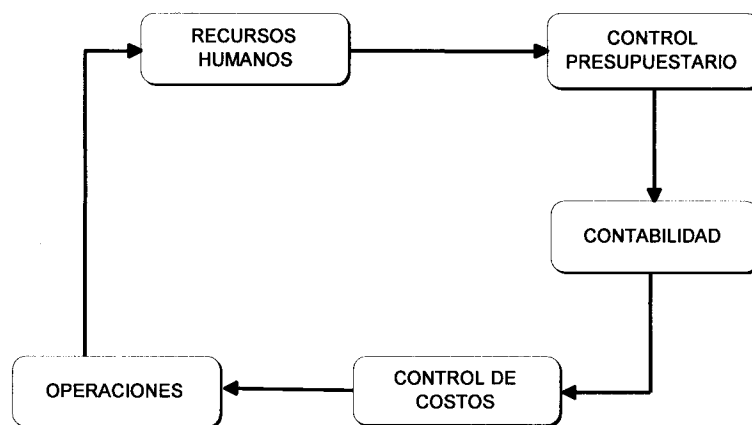 RECURSOS
HUMANOS
CONTROL
PRESUPUESTARIO
CONTABILIDAD
CONTROL DE
COSTOS
OPERACIONES